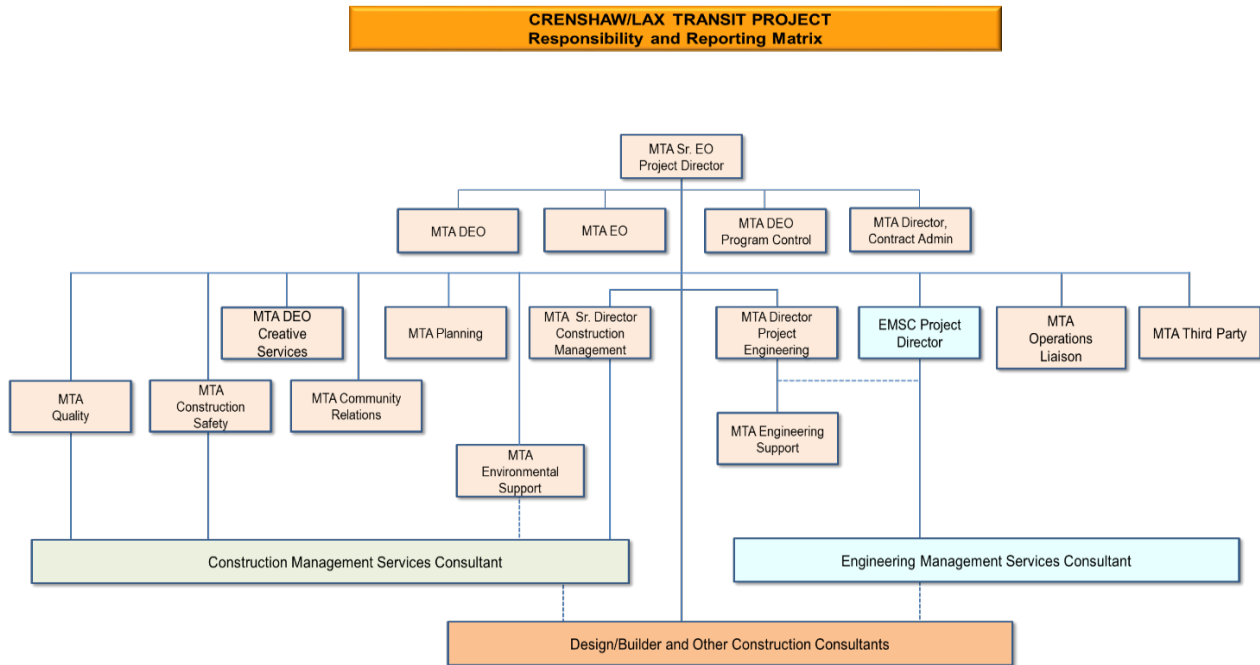 CRENSHAW/LAX TRANSIT PROJECT
Responsibility and Reporting Matrix
MTA Sr. EO
Project Director
MTA DEO
MTA EO
MTA DEO
Program Control
MTA Director,
Contract Admin
MTA DEO
Creative
Services
MTA Planning
MTA Sr. Director
Construction
Management
MTA Director
Project
Engineering
EMSC Project
Director
MTA
Operations
Liaison
MTA Third Party
MTA
Quality
MTA
Construction
Safety
MTA Community
Relations
MTA Engineering
Support
MTA
Environmental
Support
Construction Management Services Consultant
Engineering Management Services Consultant
Design/Builder and Other Construction Consultants